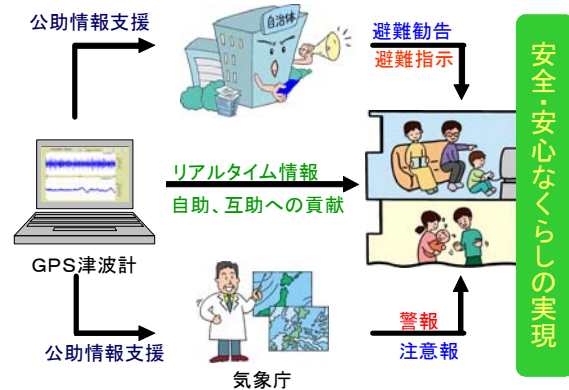 公助情報支援
自治体
避難勧告
避難指示
リアルタイム情報
自助、互助への貢献
GPS津波計
公助情報支援
気象庁
警報
注意報
安全・安心なくらしの実現